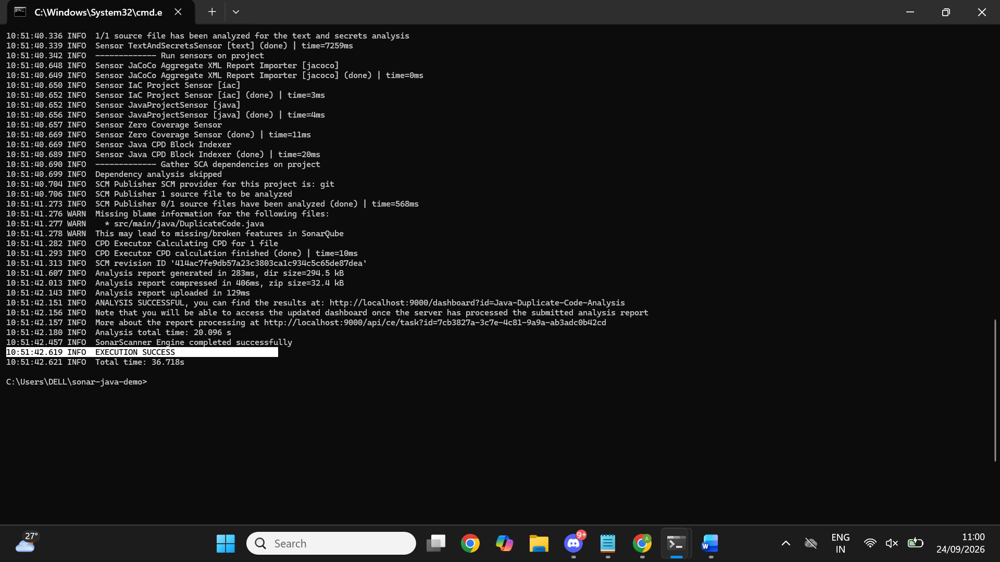 C:\Windows\System32\cmd.e
10:51:40.336 INFO  1/1 source file has been analyzed for the text and secrets analysis
10:51:40.339 INFO  Sensor TextAndSecretsSensor [text] (done) | time=7259ms
10:51:40.342 INFO  ------------- Run sensors on project
10:51:40.648 INFO  Sensor JaCoCo Aggregate XML Report Importer [jacoco]
10:51:40.649 INFO  Sensor JaCoCo Aggregate XML Report Importer [jacoco] (done) | time=0ms
10:51:40.650 INFO  Sensor IaC Project Sensor [iac]
10:51:40.652 INFO  Sensor IaC Project Sensor [iac] (done) | time=3ms
10:51:40.652 INFO  Sensor JavaProjectSensor [java]
10:51:40.656 INFO  Sensor JavaProjectSensor [java] (done) | time=4ms
10:51:40.657 INFO  Sensor Zero Coverage Sensor
10:51:40.669 INFO  Sensor Zero Coverage Sensor (done) | time=11ms
10:51:40.669 INFO  Sensor Java CPD Block Indexer
10:51:40.689 INFO  Sensor Java CPD Block Indexer (done) | time=20ms
10:51:40.690 INFO  ------------- Gather SCA dependencies on project
10:51:40.699 INFO  Dependency analysis skipped
10:51:40.704 INFO  SCM Publisher SCM provider for this project is: git
10:51:40.706 INFO  SCM Publisher 1 source file to be analyzed
10:51:41.273 INFO  SCM Publisher 0/1 source files have been analyzed (done) | time=568ms
10:51:41.276 WARN  Missing blame information for the following files:
10:51:41.277 WARN    * src/main/java/DuplicateCode.java
10:51:41.278 WARN  This may lead to missing/broken features in SonarQube
10:51:41.282 INFO  CPD Executor Calculating CPD for 1 file
10:51:41.293 INFO  CPD Executor CPD calculation finished (done) | time=10ms
10:51:41.313 INFO  SCM revision ID '414ac7fe9db57a23c3803ca1c934c5c65de87dea'
10:51:41.607 INFO  Analysis report generated in 283ms, dir size=294.5 kB
10:51:42.013 INFO  Analysis report compressed in 406ms, zip size=32.4 kB
10:51:42.143 INFO  Analysis report uploaded in 129ms
10:51:42.151 INFO  ANALYSIS SUCCESSFUL, you can find the results at: http://localhost:9000/dashboard?id=Java-Duplicate-Code-Analysis
10:51:42.156 INFO  Note that you will be able to access the updated dashboard once the server has processed the submitted analysis report
10:51:42.157 INFO  More about the report processing at http://localhost:9000/api/ce/task?id=7cb3827a-3c7e-4c81-9a9a-ab3adc0b42cd
10:51:42.180 INFO  Analysis total time: 20.096 s
10:51:42.457 INFO  SonarScanner Engine completed successfully
10:51:42.619 INFO  EXECUTION SUCCESS
10:51:42.621 INFO  Total time: 36.718s
C:\Users\DELL\sonar-java-demo>
27°
Search
9+
A
W
ENG
IN
11:00
24/09/2026